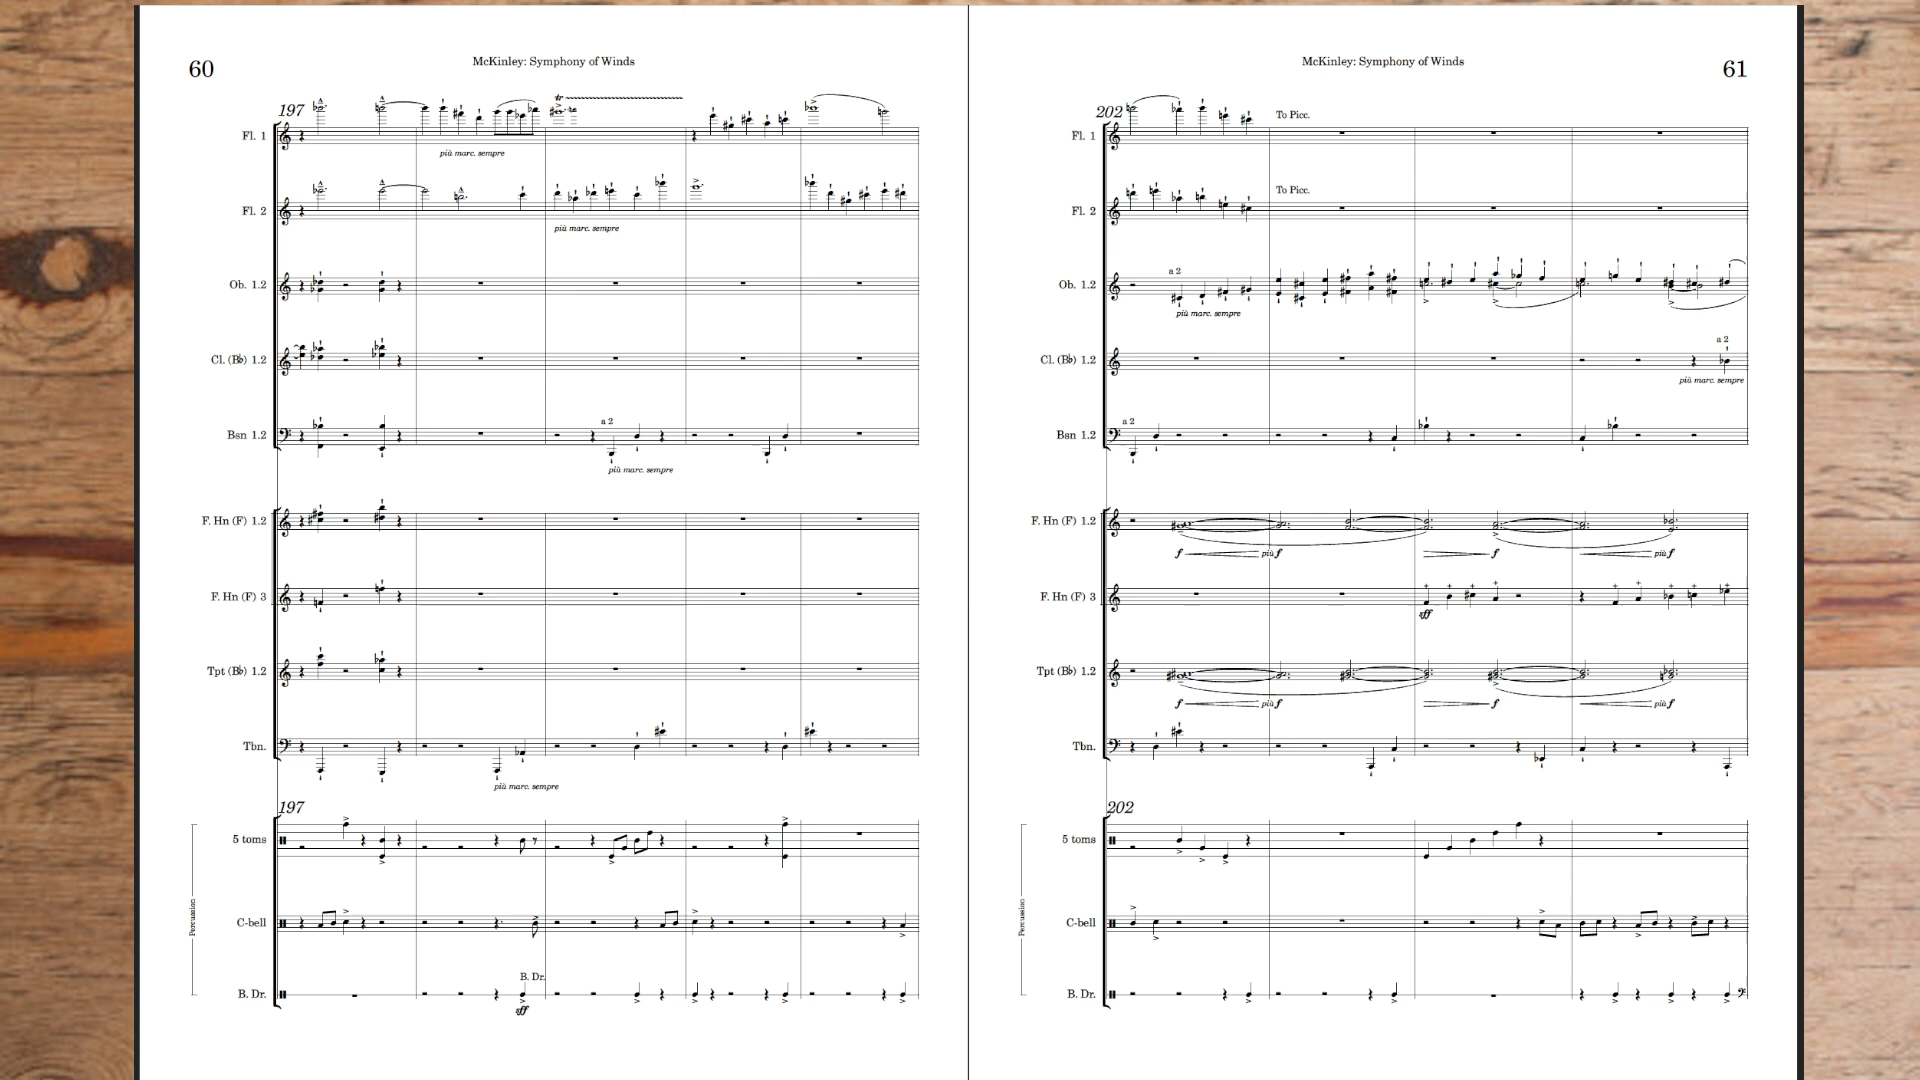 60
McKinley: Symphony of Winds
197
Fl. 1
più marc. sempre
Fl. 2
più marc. sempre
Ob. 1.2
Cl. (B♭) 1.2
Bsn 1.2
a 2
più marc. sempre
F. Hn (F) 1.2
F. Hn (F) 3
Tpt (B♭) 1.2
Tbn.
più marc. sempre
197
5 toms
C-bell
B. Dr.
B. Dr.
sff
Percussion
McKinley: Symphony of Winds
61
202
Fl. 1
To Picc.
Fl. 2
To Picc.
a 2
Ob. 1.2
più marc. sempre
a 2
Cl. (B♭) 1.2
più marc. sempre
a 2
Bsn 1.2
F. Hn (F) 1.2
f più f f più f
F. Hn (F) 3
sff
Tpt (B♭) 1.2
f più f f più f
Tbn.
202
5 toms
C-bell
B. Dr.
Percussion